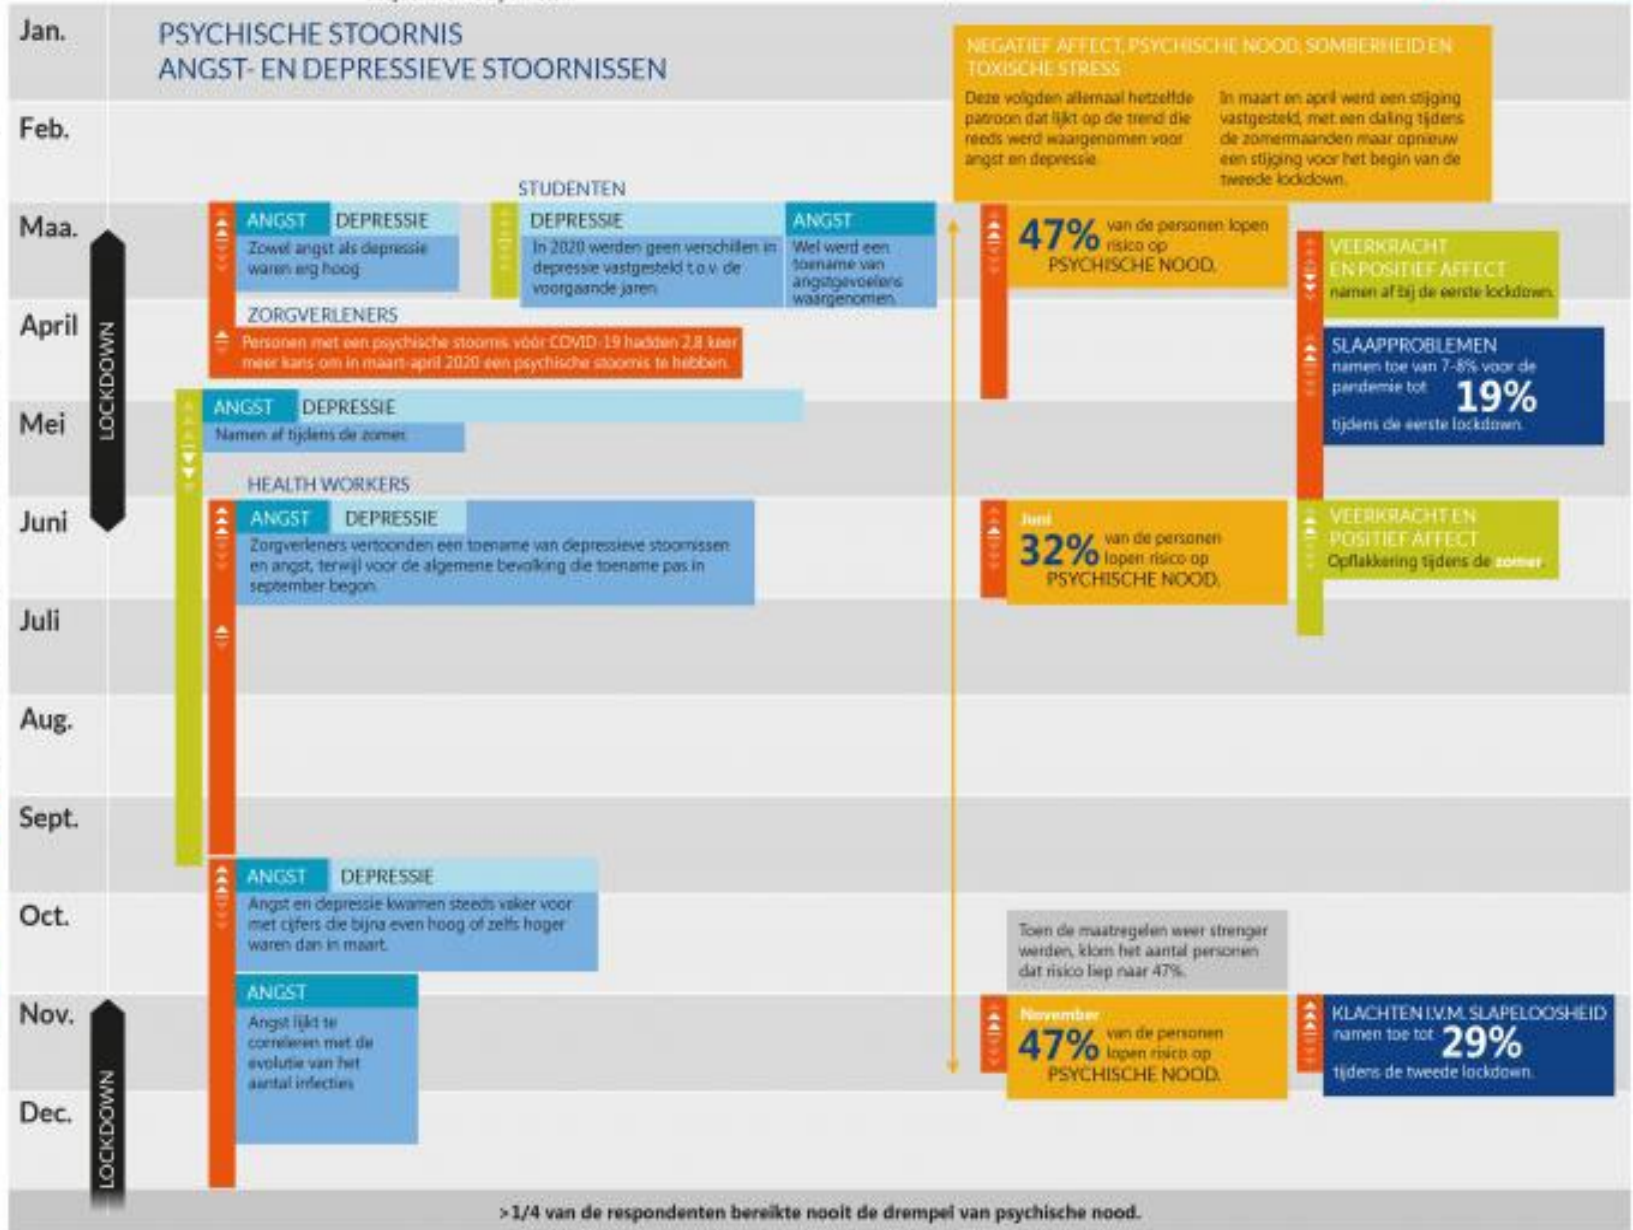 Jan.
PSYCHISCHE STOORNIS
ANGST- EN DEPRESSIEVE STOORNISSEN
NEGATIEF AFFECT, PSYCHISCHE NOOD, SOMBERHEID EN
TOXISCHE STRESS
Deze volgden allemaal hetzelfde
patroon dat lijkt op de trend die
reeds werd waargenomen voor
angst en depressie.
In maart en april werd een stijging
vastgesteld, met een daling tijdens
de zomermaanden maar opnieuw
een stijging voor het begin van de
tweede lockdown.
Feb.
Maa.
LOCKDOWN
ANGST DEPRESSIE
Zowel angst als depressie
waren erg hoog
STUDENTEN
DEPRESSIE
In 2020 werden geen verschillen in
depressie vastgesteld t.o.v. de
voorgaande jaren.
ANGST
Wel werd een
toename van
angstgevoelens
waargenomen.
47% van de personen lopen
risico op
PSYCHISCHE NOOD.
VEERKRACHT
EN POSITIEF AFFECT
namen af bij de eerste lockdown.
April
ZORGVERLENERS
Personen met een psychische stoornis vóór COVID-19 hadden 2,8 keer
meer kans om in maart-april 2020 een psychische stoornis te hebben.
SLAAPPROBLEMEN
namen toe van 7-8% voor de
pandemie tot 19%
tijdens de eerste lockdown.
Mei
ANGST DEPRESSIE
Namen af tijdens de zomer.
Juni
HEALTH WORKERS
ANGST DEPRESSIE
Zorgverleners vertoonden een toename van depressieve stoornissen
en angst, terwijl voor de algemene bevolking die toename pas in
september begon.
Juni
32% van de personen
lopen risico op
PSYCHISCHE NOOD.
VEERKRACHT EN
POSITIEF AFFECT
Opflakkering tijdens de zomer.
Juli
Aug.
Sept.
ANGST DEPRESSIE
Angst en depressie kwamen steeds vaker voor
met cijfers die bijna even hoog of zelfs hoger
waren dan in maart.
Oct.
Toen de maatregelen weer strenger
werden, klom het aantal personen
dat risico liep naar 47%.
Nov.
LOCKDOWN
ANGST
Angst lijkt te
correleren met de
evolutie van het
aantal infecties
November
47% van de personen
lopen risico op
PSYCHISCHE NOOD.
KLACHTEN I.V.M. SLAPELOOSHEID
namen toe tot 29%
tijdens de tweede lockdown.
Dec.
>1/4 van de respondenten bereikte nooit de drempel van psychische nood.